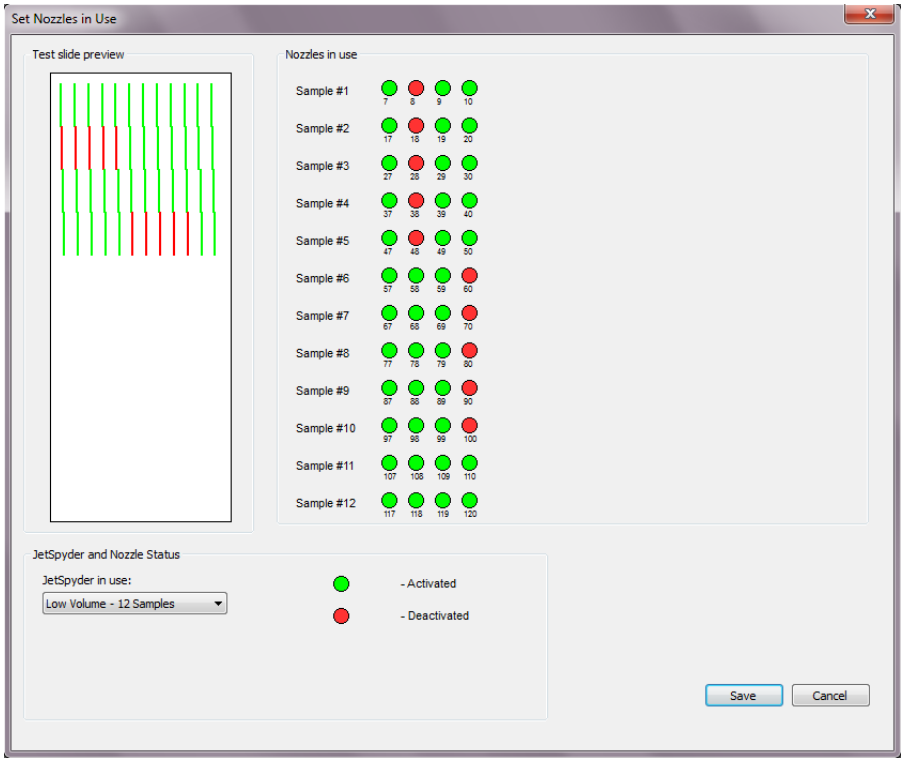 Set Nozzles in Use
x
Test slide preview
Nozzles in use
Sample #1
7 8 9 10
Sample #2
17 18 19 20
Sample #3
27 28 29 30
Sample #4
37 38 39 40
Sample #5
47 48 49 50
Sample #6
57 58 59 60
Sample #7
67 68 69 70
Sample #8
77 78 79 80
Sample #9
87 88 89 90
Sample #10
97 98 99 100
Sample #11
107 108 109 110
Sample #12
117 118 119 120
JetSpyder and Nozzle Status
JetSpyder in use:
Low Volume - 12 Samples
- Activated
- Deactivated
Save
Cancel